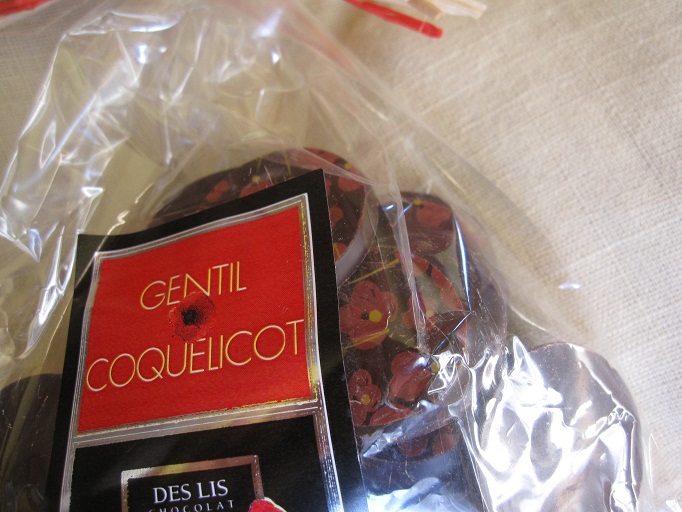 GENTIL
COQUELICOT
DES LIS
CHOCOLAT